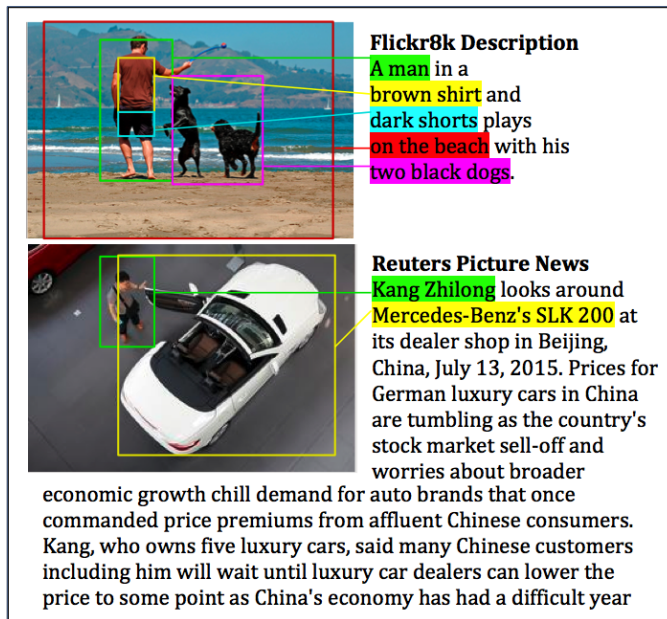 Flickr8k Description
A man in a
brown shirt and
dark shorts plays
on the beach with his
two black dogs.
Reuters Picture News
Kang Zhilong looks around
Mercedes-Benz's SLK 200 at
its dealer shop in Beijing,
China, July 13, 2015. Prices for
German luxury cars in China
are tumbling as the country's
stock market sell-off and
worries about broader
economic growth chill demand for auto brands that once
commanded price premiums from affluent Chinese consumers.
Kang, who owns five luxury cars, said many Chinese customers
including him will wait until luxury car dealers can lower the
price to some point as China's economy has had a difficult year